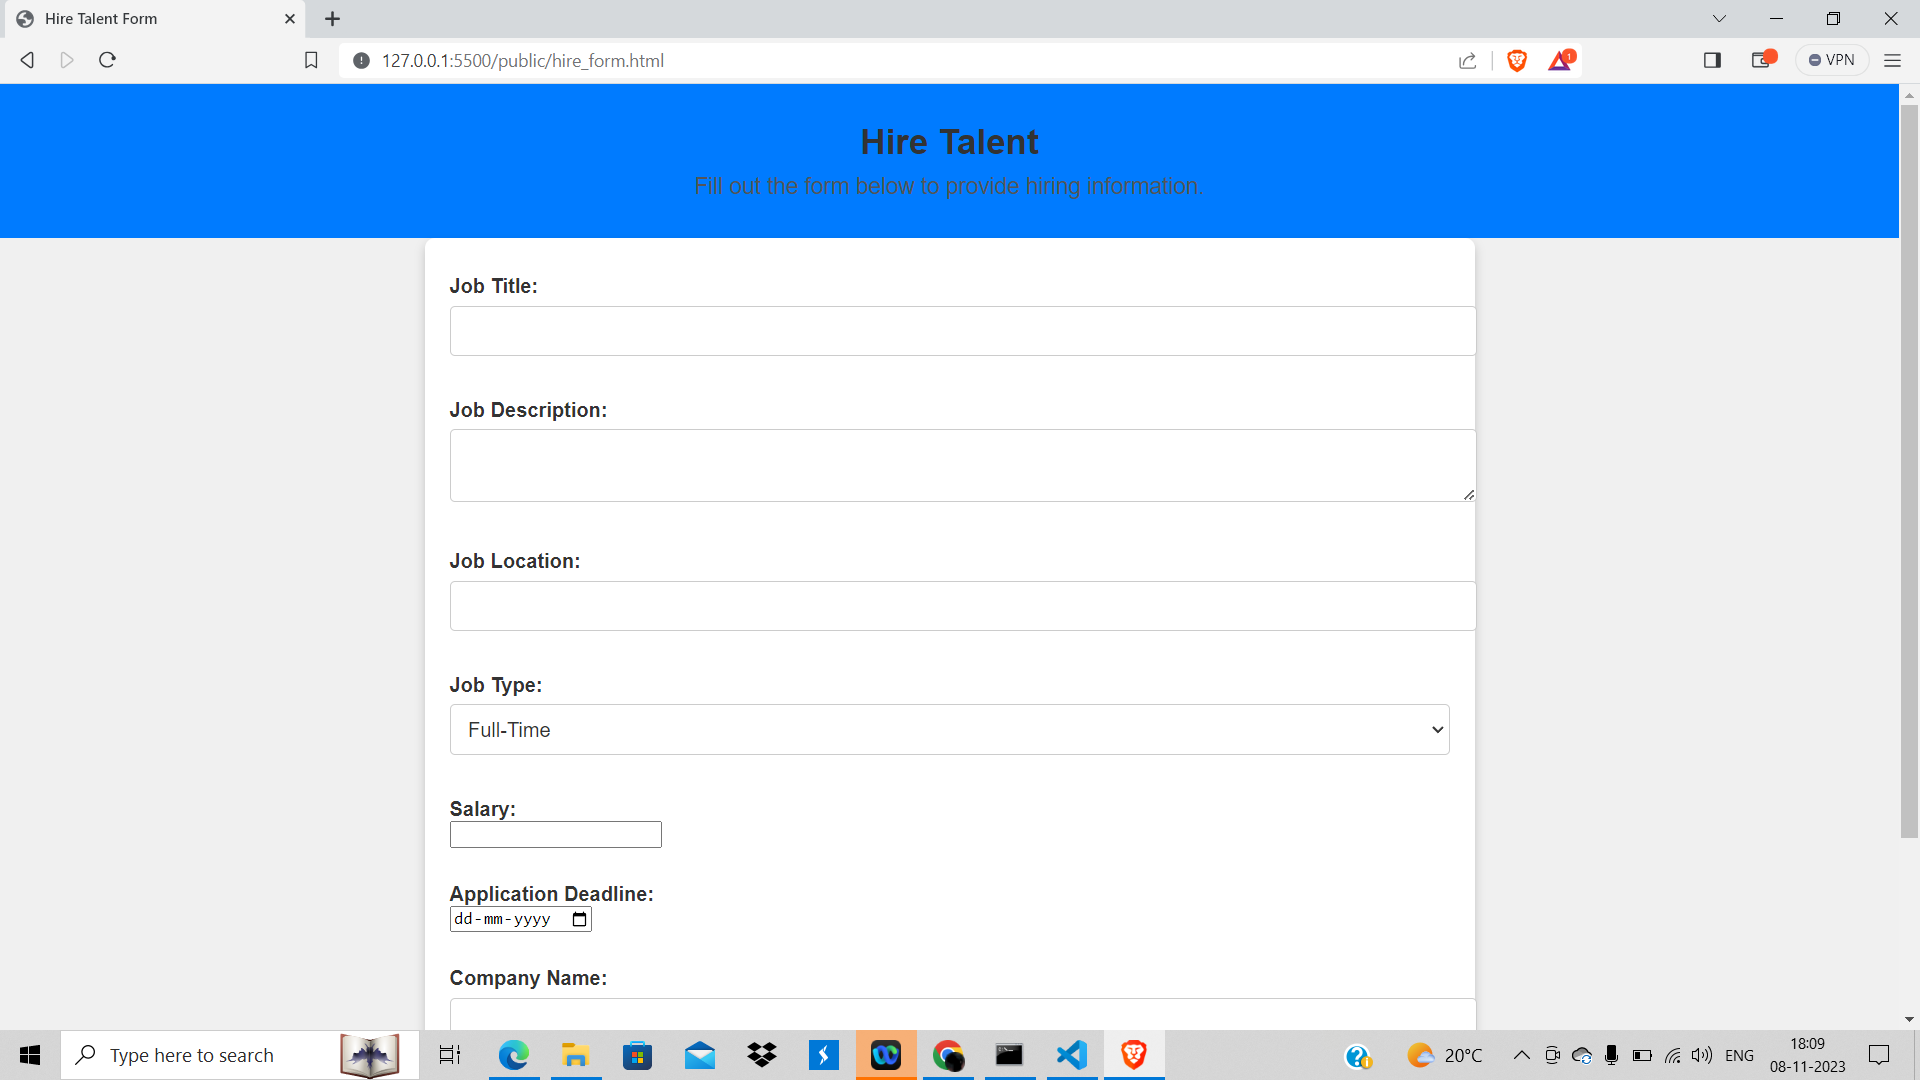 Hire Talent Form
127.0.0.1:5500/public/hire_form.html
1
VPN
Hire Talent
Fill out the form below to provide hiring information.
Job Title:
Job Description:
Job Location:
Job Type:
Full-Time
Salary:
Application Deadline:
dd-mm-yyyy
Company Name:
Type here to search
20°C
ENG
18:09
08-11-2023